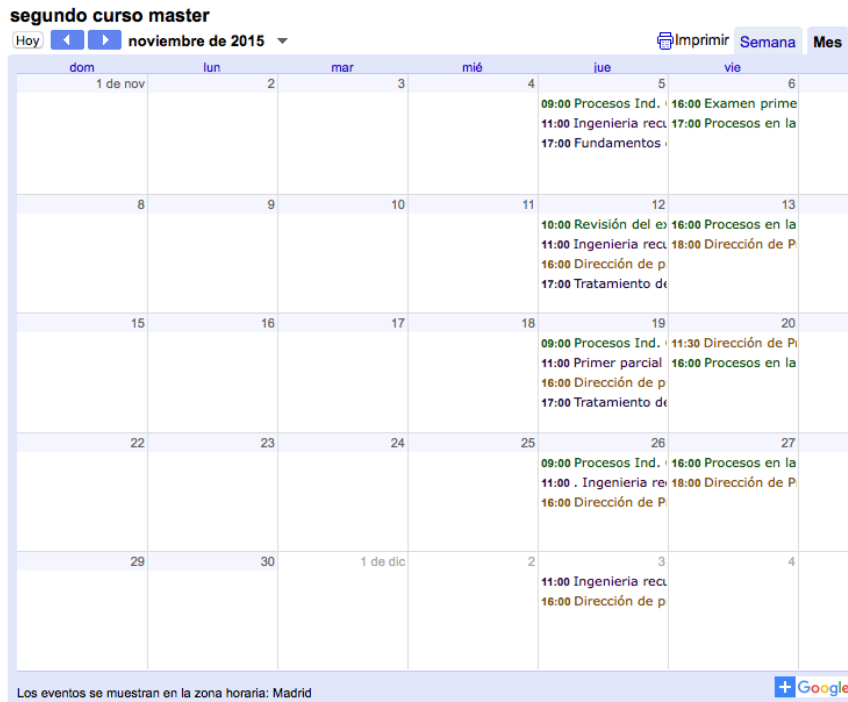 segundo curso master
Hoy noviembre de 2015 Imprimir Semana Mes
dom lun mar mié jue vie
1 de nov 2 3 4 5 6
09:00 Procesos Ind. 16:00 Examen prime
11:00 Ingenieria recu 17:00 Procesos en la
17:00 Fundamentos
8 9 10 11 12 13
10:00 Revisión del ex 16:00 Procesos en la
11:00 Ingenieria recu 18:00 Dirección de P
16:00 Dirección de p
17:00 Tratamiento de
15 16 17 18 19 20
09:00 Procesos Ind. 11:30 Dirección de P
11:00 Primer parcial 16:00 Procesos en la
16:00 Dirección de p
17:00 Tratamiento de
22 23 24 25 26 27
09:00 Procesos Ind. 16:00 Procesos en la
11:00 . Ingenieria re 18:00 Dirección de P
16:00 Dirección de P
29 30 1 de dic 2 3 4
11:00 Ingenieria recu
16:00 Dirección de p
Los eventos se muestran en la zona horaria: Madrid
+ Google